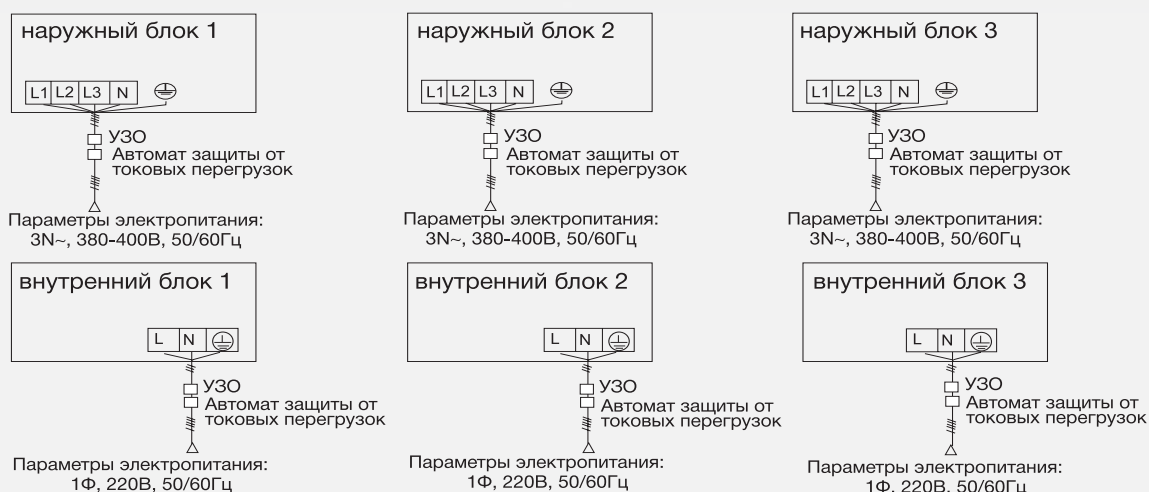 наружный блок 1
L1 L2 L3 N
УЗО
Автомат защиты от
токовых перегрузок
Параметры электропитания:
3N~, 380-400В, 50/60Гц
наружный блок 2
L1 L2 L3 N
УЗО
Автомат защиты от
токовых перегрузок
Параметры электропитания:
3N~, 380-400В, 50/60Гц
наружный блок 3
L1 L2 L3 N
УЗО
Автомат защиты от
токовых перегрузок
Параметры электропитания:
3N~, 380-400В, 50/60Гц
внутренний блок 1
L N
УЗО
Автомат защиты от
токовых перегрузок
Параметры электропитания:
1Ф, 220В, 50/60Гц
внутренний блок 2
L N
УЗО
Автомат защиты от
токовых перегрузок
Параметры электропитания:
1Ф, 220В, 50/60Гц
внутренний блок 3
L N
УЗО
Автомат защиты от
токовых перегрузок
Параметры электропитания:
1Ф, 220В, 50/60Гц